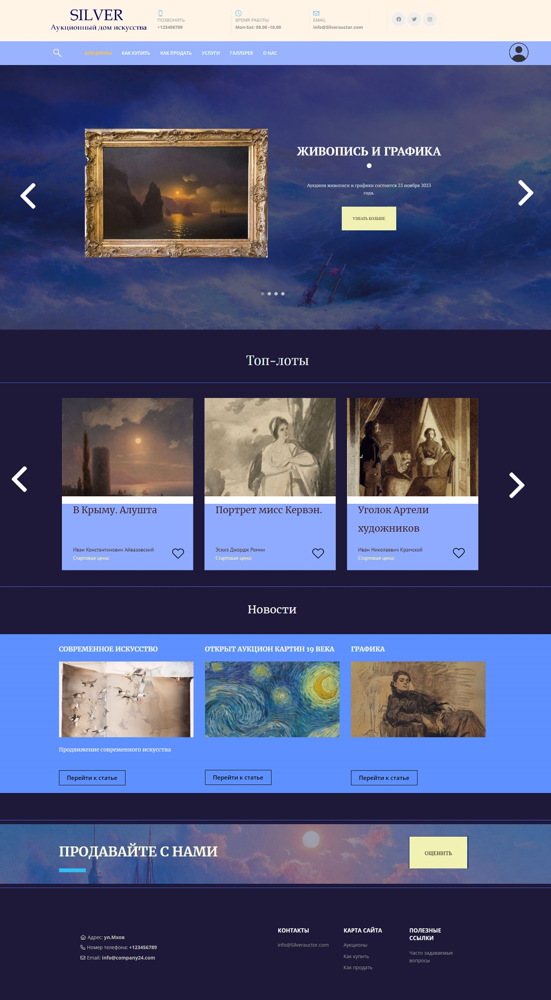 SILVER
Аукционный дом искусства
ПОЗВОНИТЬ
+123456789
ВРЕМЯ РАБОТЫ
Mon-Sat: 08.00 -18.00
EMAIL
info@Silverauctor.com
АУКЦИОНЫ КАК КУПИТЬ КАК ПРОДАТЬ УСЛУГИ ГАЛЛЕРЕЯ О НАС
ЖИВОПИСЬ И ГРАФИКА
Аукцион живописи и графики состоится 23 ноября 2023
года.
УЗНАТЬ БОЛЬШЕ
Топ-лоты
В Крыму. Алушта
Иван Константинович Айвазовский
Стартовая цена:
Портрет мисс Кервэн.
Эскиз Джордж Ромни
Стартовая цена:
Уголок Артели
художников
Иван Николаевич Крамской
Стартовая цена:
Новости
СОВРЕМЕННОЕ ИСКУССТВО
Продвижение современного искусства
Перейти к статье
ОТКРЫТ АУКЦИОН КАРТИН 19 ВЕКА
Перейти к статье
ГРАФИКА
Перейти к статье
ПРОДАВАЙТЕ С НАМИ
ОЦЕНИТЬ
Адрес: ул.Мхов
Номер телефона: +123456789
Email: info@company24.com
КОНТАКТЫ
info@Silverauctor.com
КАРТА САЙТА
Аукционы
Как купить
Как продать
ПОЛЕЗНЫЕ
ССЫЛКИ
Часто задаваемые
вопросы